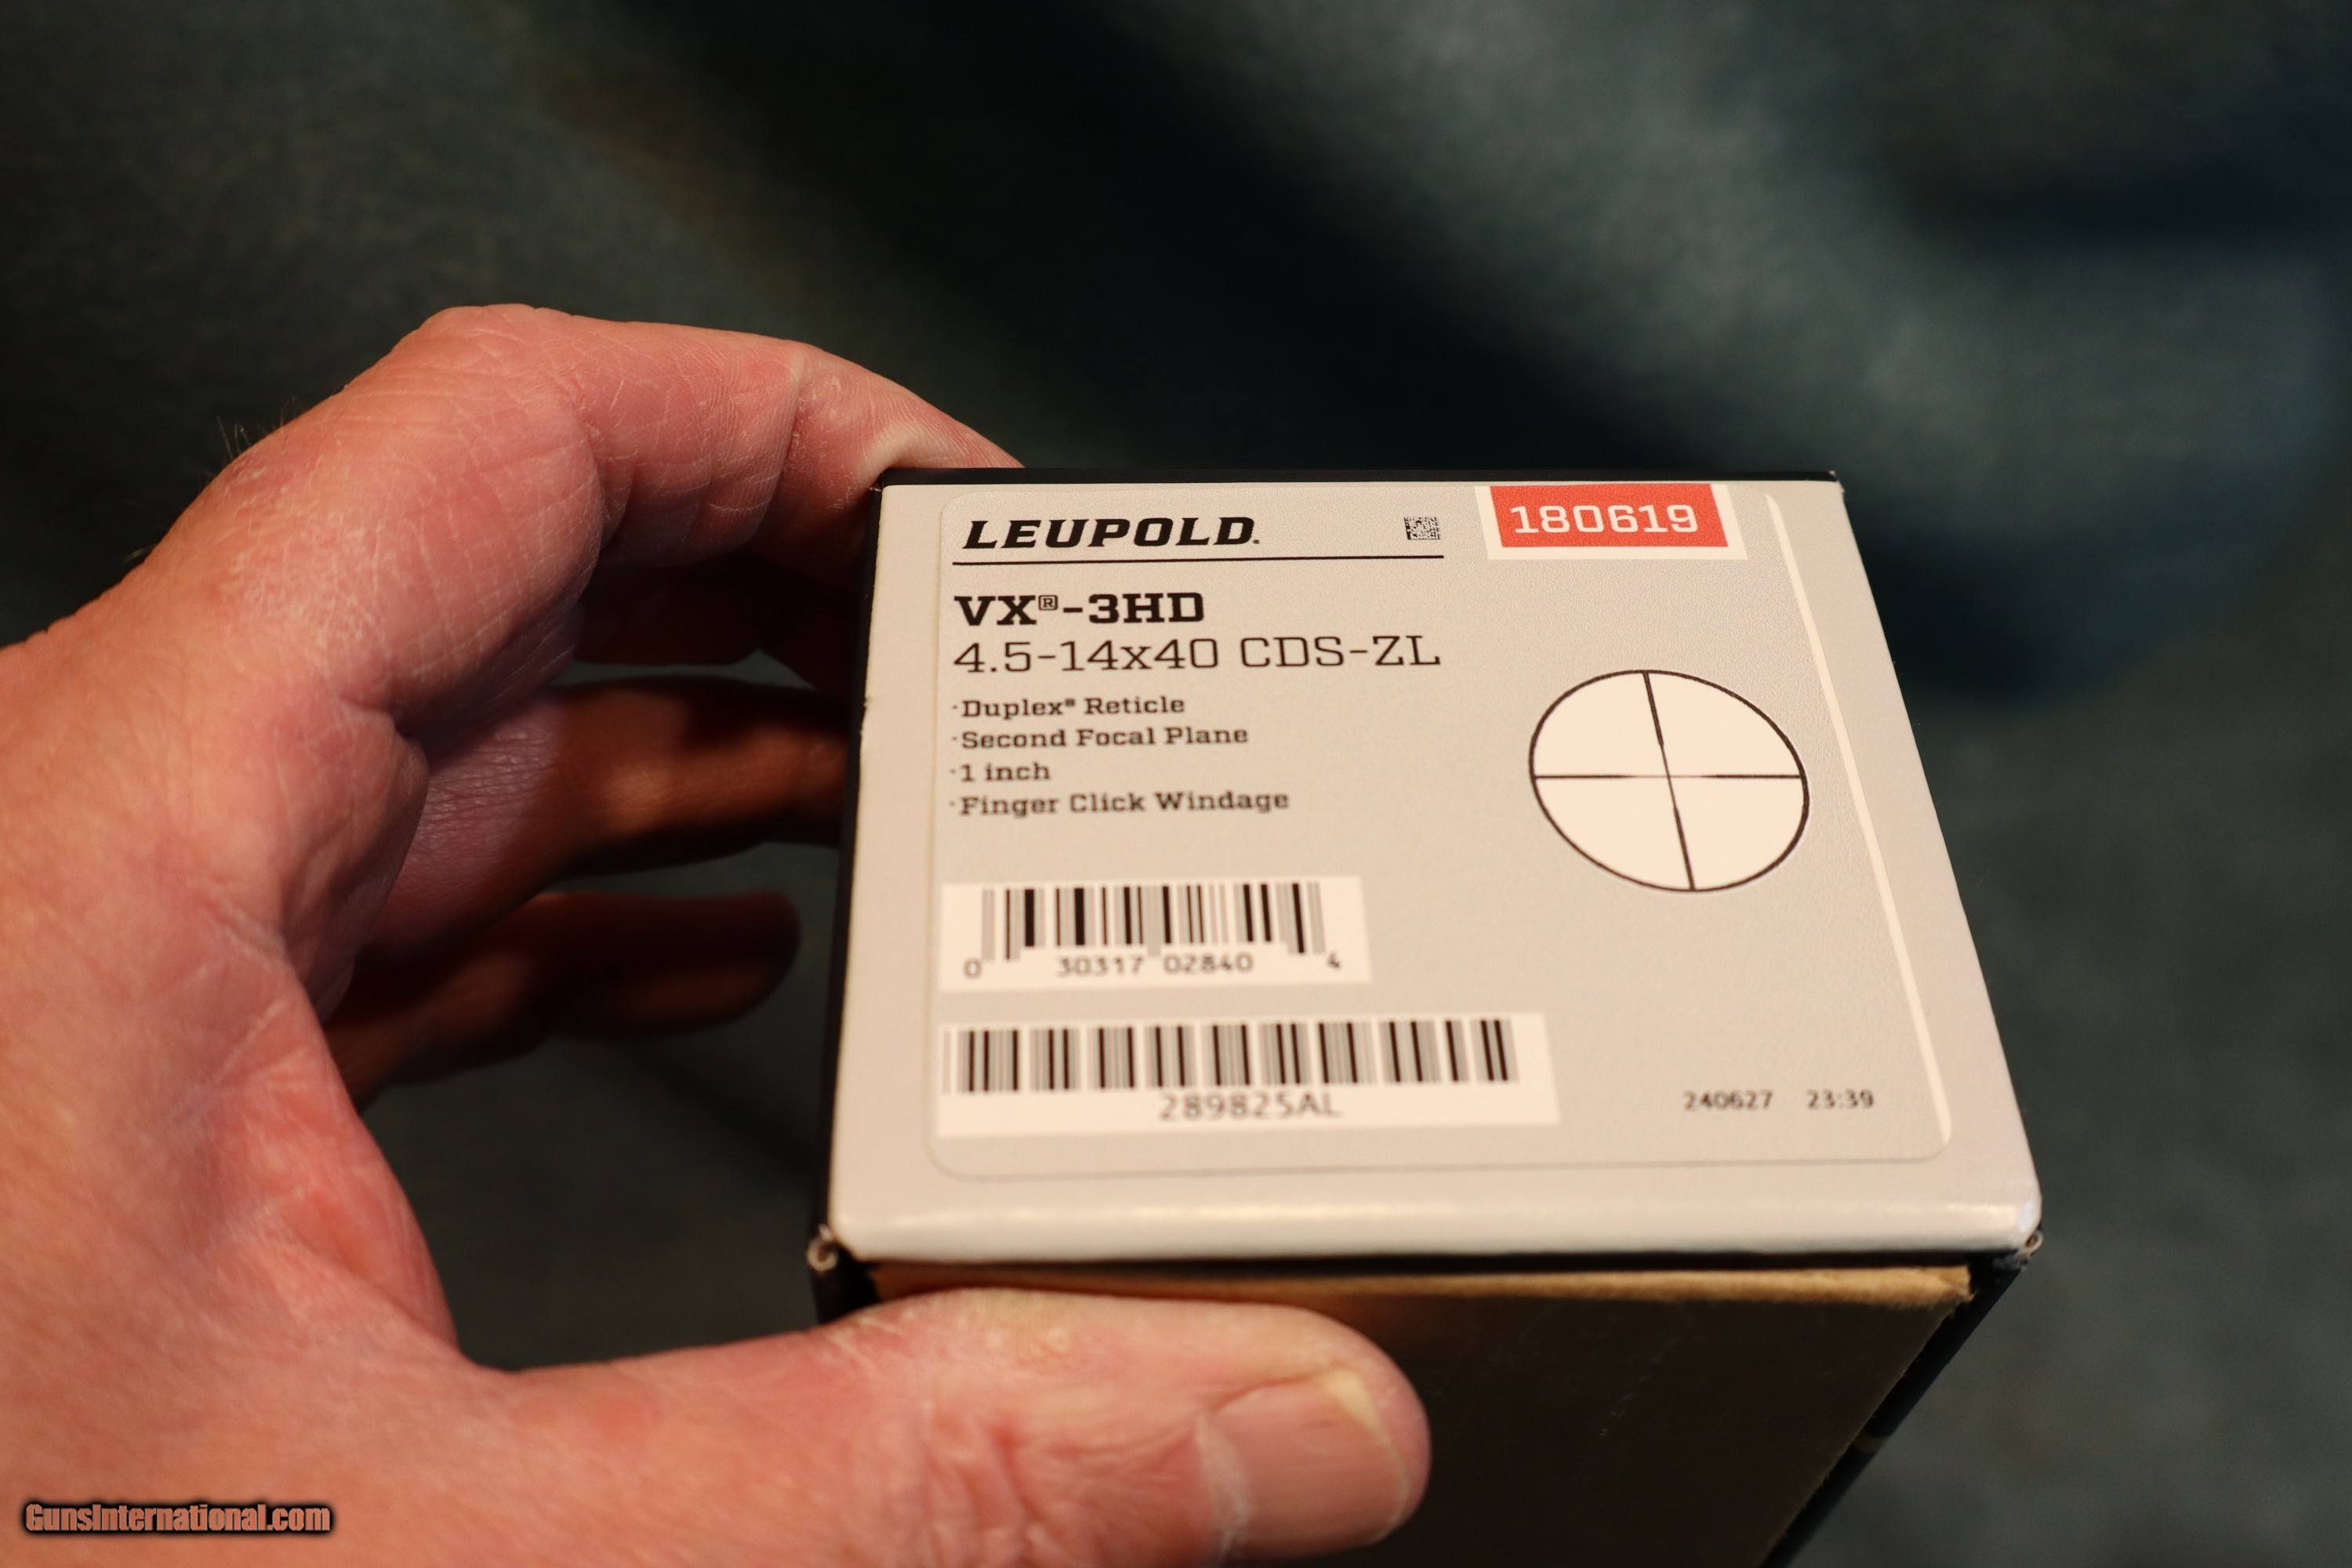 LEUPOLD.
180619
VX®-3HD
4.5-14x40 CDS-ZL
·Duplex® Reticle
·Second Focal Plane
·1 inch
·Finger Click Windage
0 30317 02840 4
289825AL
240627 23:39
GunsInternational.com